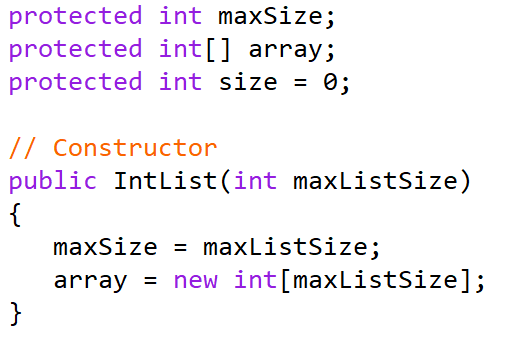 protected int maxSize;
protected int[] array;
protected int size = 0;
// Constructor
public IntList(int maxListSize)
{
maxSize = maxListSize;
array = new int[maxListSize];
}